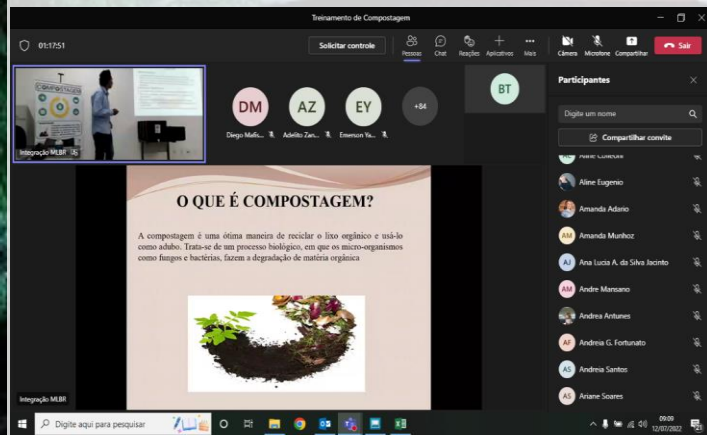 Treinamento de Compostagem
01:17:51
Solicitar controle
Pessoas
Chat
Reações
Aplicativos
Mais
Câmera
Microfone
Compartilhar
Sair
COMPOSTAGEM
Integração MLBR
DM
AZ
EY
+84
BT
Diego Mafis...
Adelito Zan...
Emerson Ya...
Participantes
Digite um nome
Compartilhar convite
Aline Eugenio
Amanda Adario
AM
Amanda Munhoz
AJ
Ana Lucia A. da Silva Jacinto
AM
Andre Mansano
Andrea Antunes
AF
Andreia G. Fortunato
AS
Andreia Santos
AS
Ariane Soares
O QUE É COMPOSTAGEM?
A compostagem é uma ótima maneira de reciclar o lixo orgânico e usá-lo
como adubo. Trata-se de um processo biológico, em que os micro-organismos
como fungos e bactérias, fazem a degradação de matéria orgânica
Integração MLBR
Digite aqui para pesquisar
09:09
12/07/2022